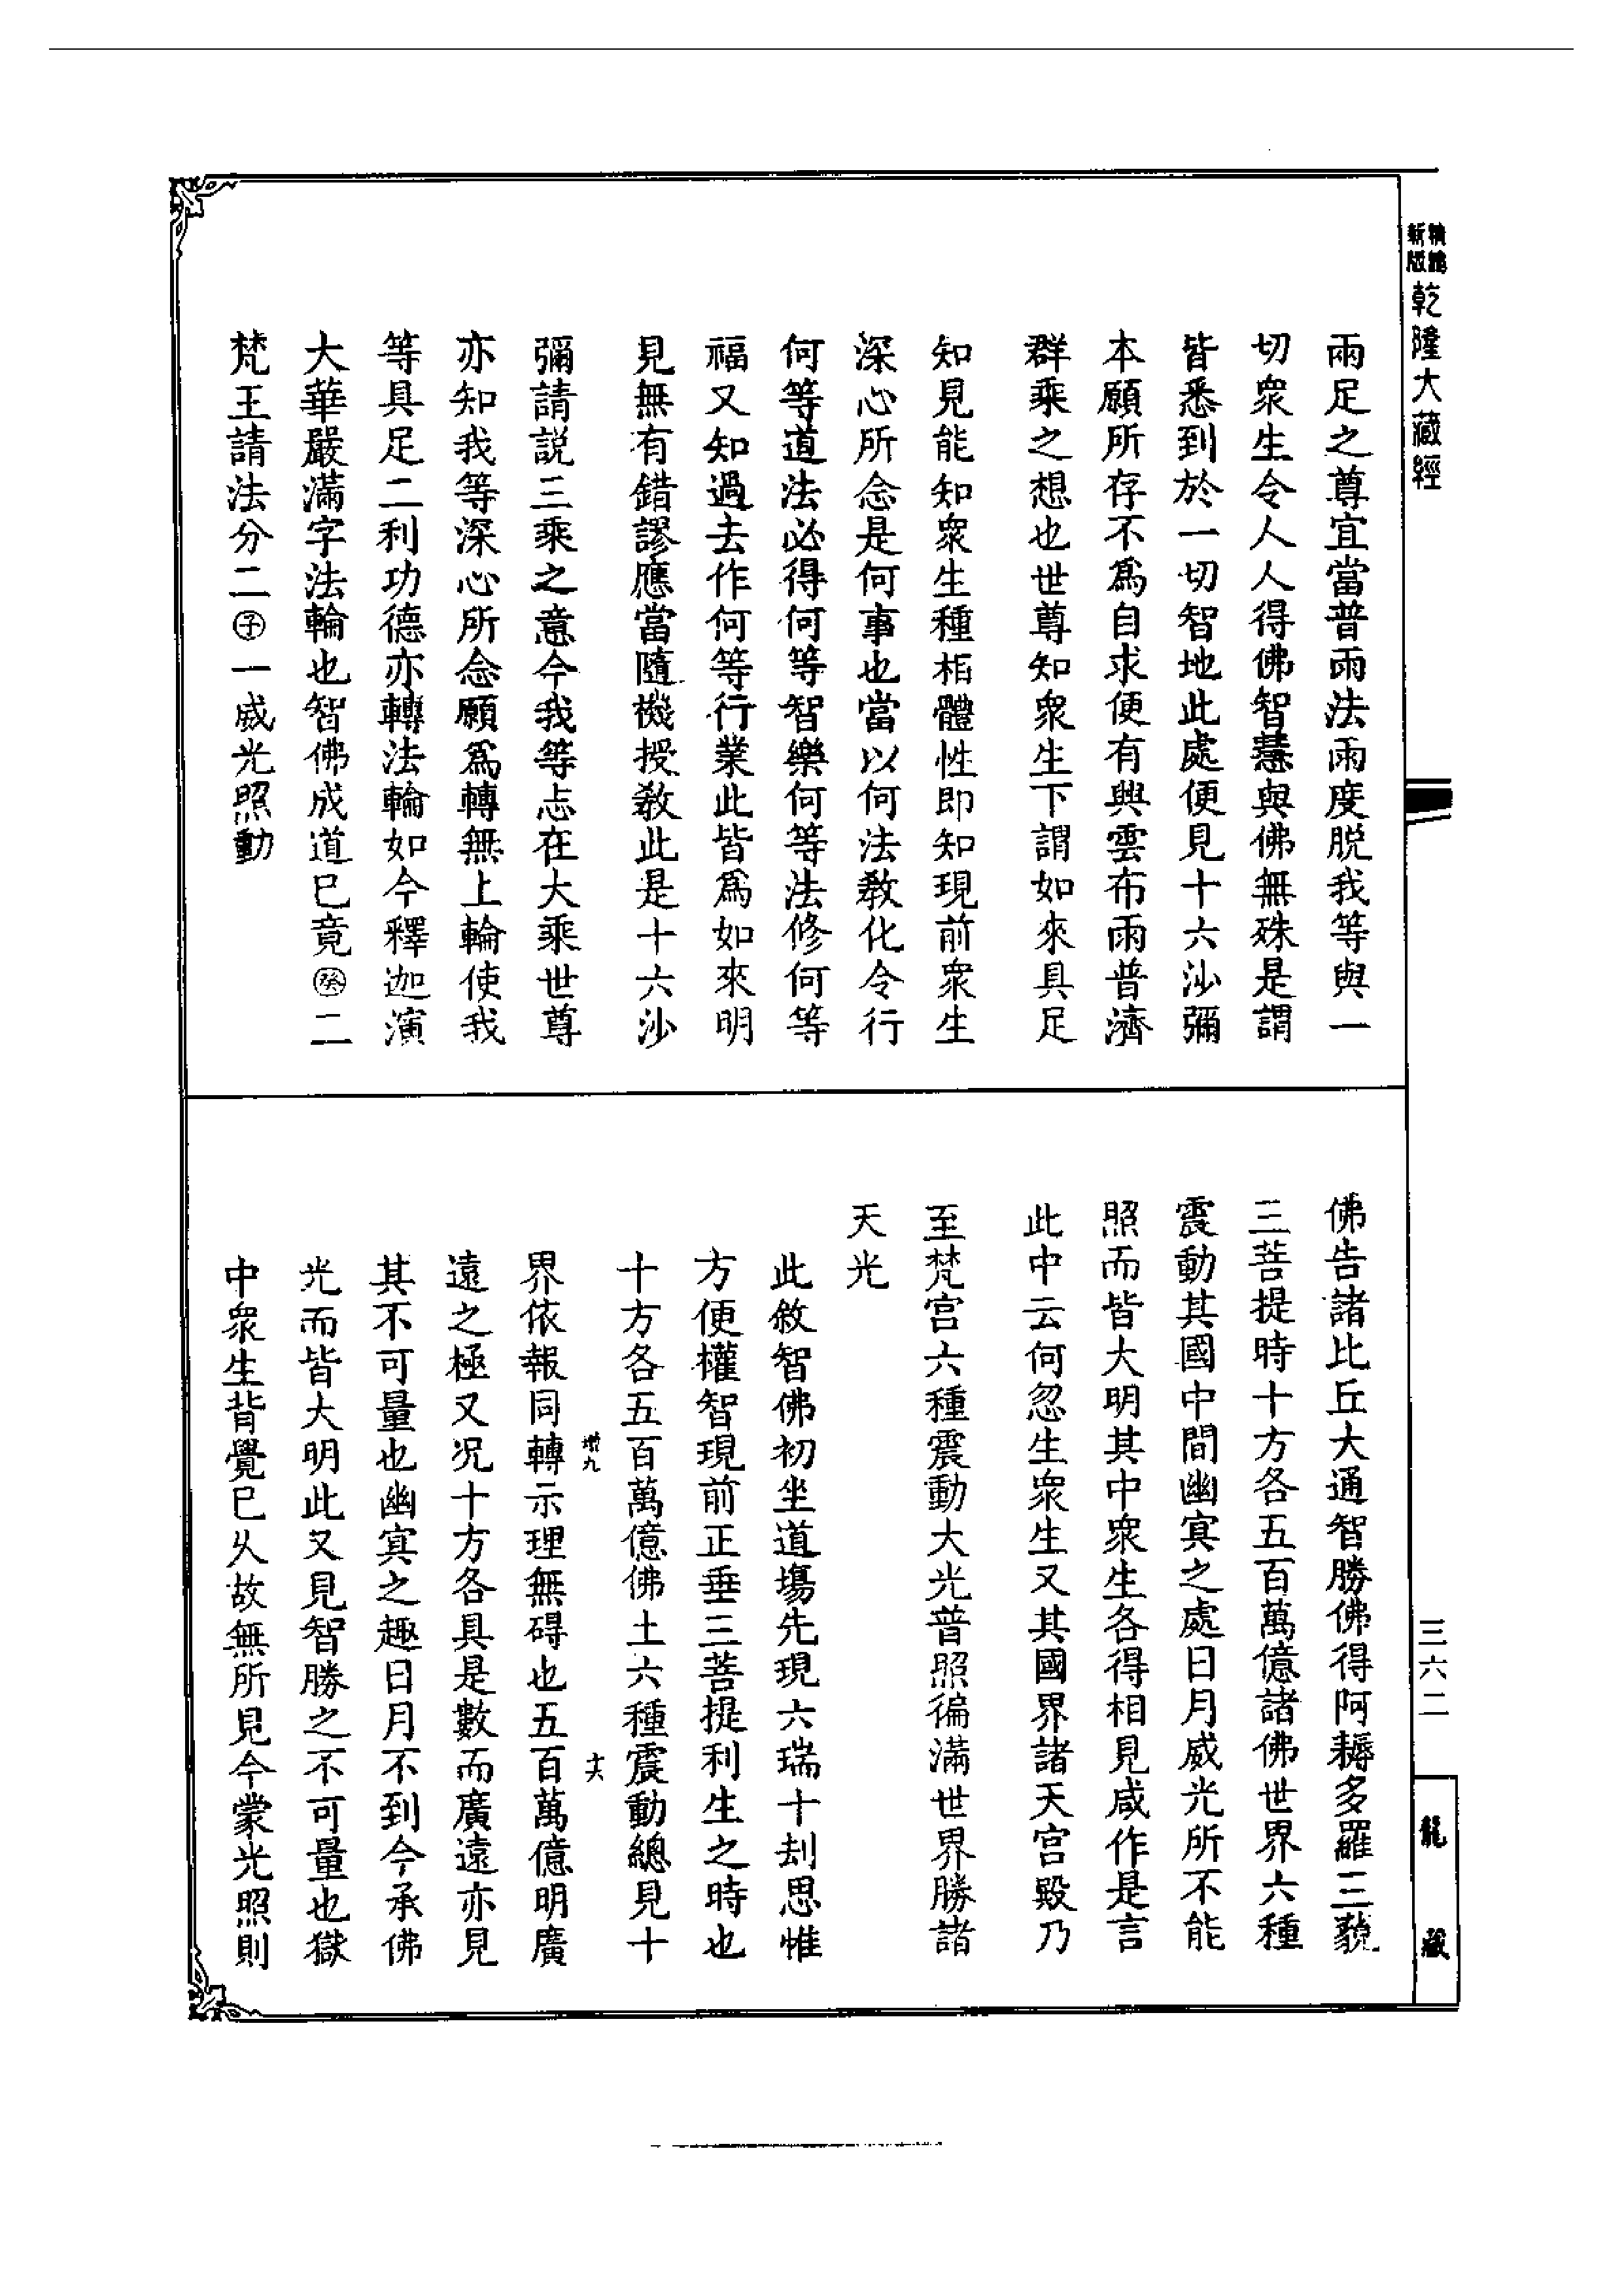 新版
精縮
乾隆大藏經
三六二
龍藏
兩足之尊宜當普雨法雨度脫我等與一
切衆生令人人得佛智慧與佛無殊是謂
皆悉到於一切智地此處便見十六沙彌
本願所存不爲自求便有興雲布雨普濟
群乘之想也世尊知衆生下謂如來具足
知見能知衆生種相體性即知現前衆生
深心所念是何事也當以何法教化令行
何等道法必得何等智樂何等法修何等
福又知過去作何等行業此皆爲如來明
見無有錯謬應當隨機授教此是十六沙
彌請説三乘之意今我等志在大乘世尊
亦知我等深心所念願爲轉無上輪使我
等具足二利功德亦轉法輪如今釋迦演
大華嚴滿字法輪也智佛成道已竟㊅癸二
梵王請法分二子一威光照動
佛告諸比丘大通智勝佛得阿耨多羅三藐
三菩提時十方各五百萬億諸佛世界六種
震動其國中間幽冥之處日月威光所不能
照而皆大明其中衆生各得相見咸作是言
此中云何忽生衆生又其國界諸天宫殿乃
至梵宫六種震動大光普照徧滿世界勝諸
天光
此敘智佛初坐道場先現六瑞十刦思惟
方便權智現前正垂三菩提利生之時也
十方各五百萬億佛土六種震動總見十
增九
十六
界依報同轉示理無碍也五百萬億明廣
遠之極又况十方各具是數而廣遠亦見
其不可量也幽冥之趣日月不到今承佛
光而皆大明此又見智勝之不可量也獄
中衆生背覺已久故無所見今蒙光照則